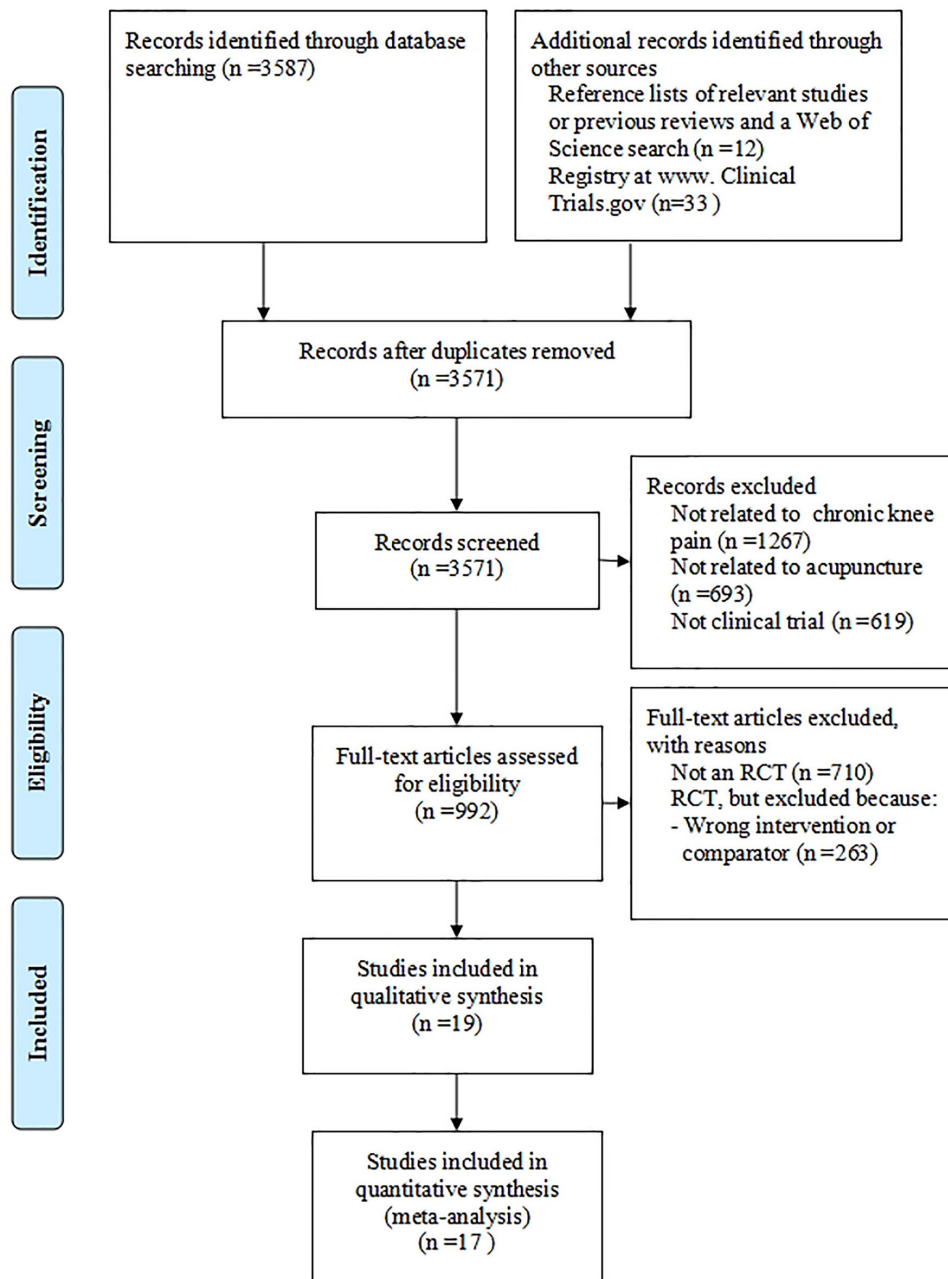 Records identified through database
searching (n =3587)
Additional records identified through
other sources
Reference lists of relevant studies
or previous reviews and a Web of
Science search (n =12)
Registry at www. Clinical
Trials.gov (n=33 )
Identification
Records after duplicates removed
(n =3571)
Screening
Records screened
(n =3571)
Records excluded
Not related to chronic knee
pain (n =1267)
Not related to acupuncture
(n =693)
Not clinical trial (n =619)
Eligibility
Full-text articles assessed
for eligibility
(n =992)
Full-text articles excluded,
with reasons
Not an RCT (n =710)
RCT, but excluded because:
- Wrong intervention or
comparator (n =263)
Included
Studies included in
qualitative synthesis
(n =19)
Studies included in
quantitative synthesis
(meta-analysis)
(n =17 )